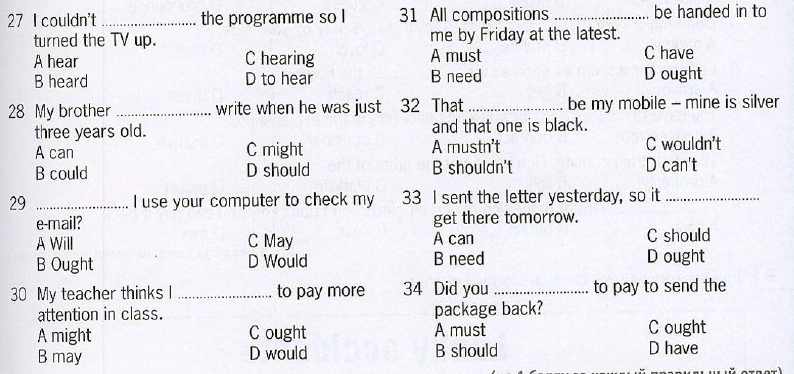 27 I couldn't ........................ the programme so I
turned the TV up.
A hear C hearing
B heard D to hear
28 My brother ........................ write when he was just
three years old.
A can C might
B could D should
29 ........................ I use your computer to check my
e-mail?
A Will C May
B Ought D Would
30 My teacher thinks I ........................ to pay more
attention in class.
A might C ought
B may D would
31 All compositions ........................ be handed in to
me by Friday at the latest.
A must C have
B need D ought
32 That ........................ be my mobile – mine is silver
and that one is black.
A mustn't C wouldn't
B shouldn't D can't
33 I sent the letter yesterday, so it ........................
get there tomorrow.
A can C should
B need D ought
34 Did you ........................ to pay to send the
package back?
A must C ought
B should D have